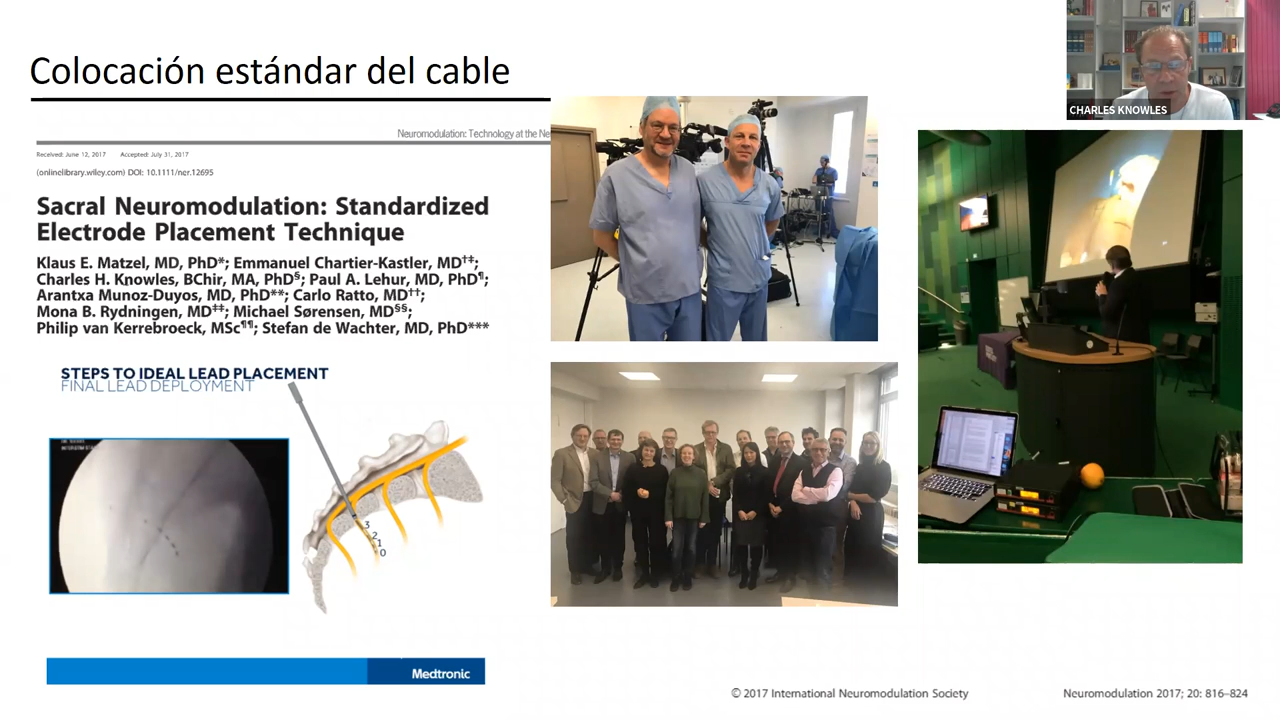 Colocación estándar del cable
CHARLES KNOWLES
Neuromodulation: Technology at the Ne
Received: June 12, 2017 Accepted: July 31, 2017
(onlinelibrary.wiley.com) DOI: 10.1111/ner.12695
Sacral Neuromodulation: Standardized
Electrode Placement Technique
Klaus E. Matzel, MD, PhD*; Emmanuel Chartier-Kastler, MD††;
Charles H. Knowles, BChir, MA, PhD§; Paul A. Lehur, MD, PhD¶;
Arantxa Munoz-Duyos, MD, PhD**; Carlo Ratto, MD††;
Mona B. Rydningen, MD‡‡; Michael Sørensen, MD§§;
Philip van Kerrebroeck, MSc¶¶; Stefan de Wachter, MD, PhD***
STEPS TO IDEAL LEAD PLACEMENT
FINAL LEAD DEPLOYMENT
3
2
1
0
Medtronic
© 2017 International Neuromodulation Society
Neuromodulation 2017; 20: 816–824